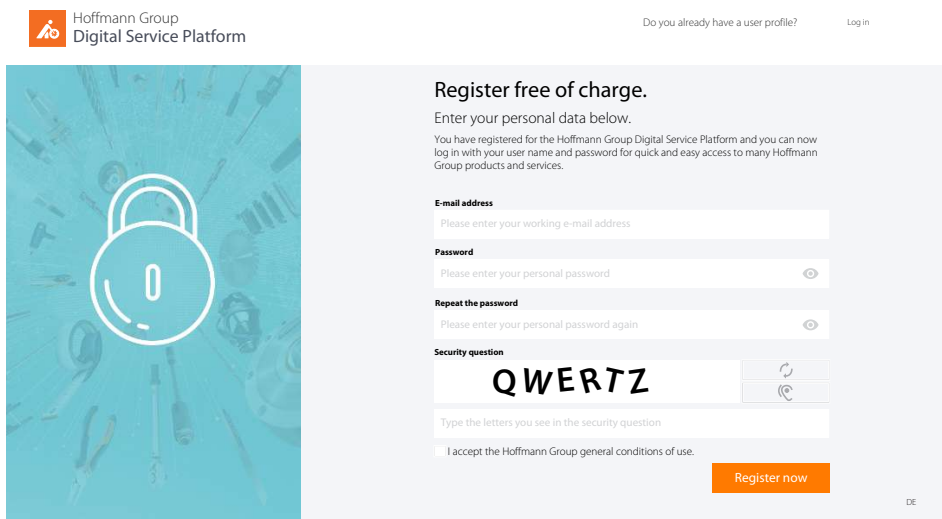 Hoffmann Group
Digital Service Platform
Do you already have a user profile?
Log in
Register free of charge.
Enter your personal data below.
You have registered for the Hoffmann Group Digital Service Platform and you can now
log in with your user name and password for quick and easy access to many Hoffmann
Group products and services.
E-mail address
Please enter your working e-mail address
Password
Please enter your personal password
Repeat the password
Please enter your personal password again
Security question
QWERTZ
Type the letters you see in the security question
I accept the Hoffmann Group general conditions of use.
Register now
DE